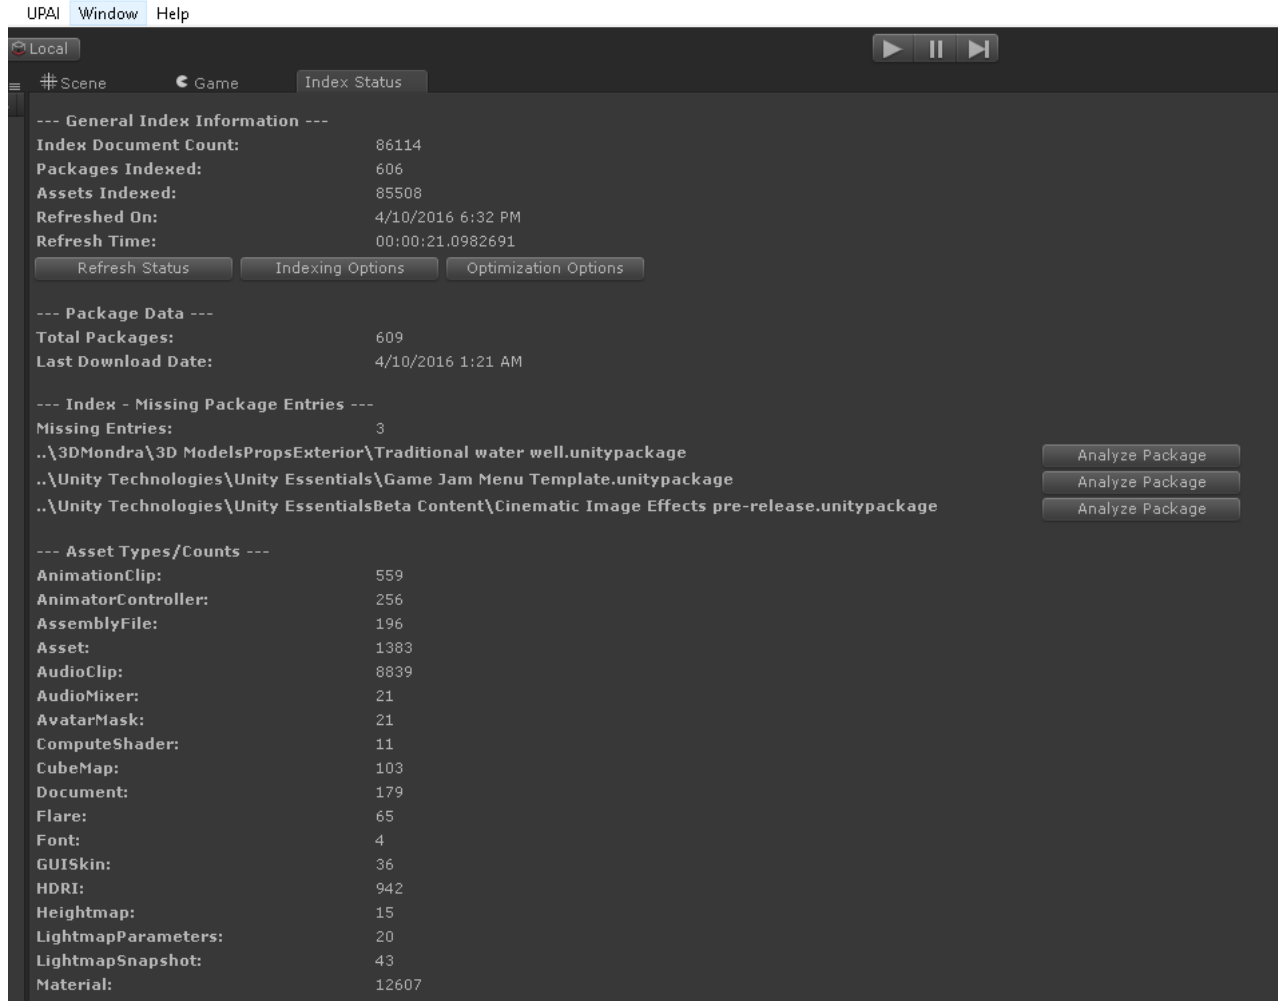 UPAI Window Help
Local
Scene Game Index Status
--- General Index Information ---
Index Document Count: 86114
Packages Indexed: 606
Assets Indexed: 85508
Refreshed On: 4/10/2016 6:32 PM
Refresh Time: 00:00:21.0982691
Refresh Status Indexing Options Optimization Options
--- Package Data ---
Total Packages: 609
Last Download Date: 4/10/2016 1:21 AM
--- Index - Missing Package Entries ---
Missing Entries: 3
..\3DMondra\3D ModelsPropsExterior\Traditional water well.unitypackage Analyze Package
..\Unity Technologies\Unity Essentials\Game Jam Menu Template.unitypackage Analyze Package
..\Unity Technologies\Unity EssentialsBeta Content\Cinematic Image Effects pre-release.unitypackage Analyze Package
--- Asset Types/Counts ---
AnimationClip: 559
AnimatorController: 256
AssemblyFile: 196
Asset: 1383
AudioClip: 8839
AudioMixer: 21
AvatarMask: 21
ComputeShader: 11
CubeMap: 103
Document: 179
Flare: 65
Font: 4
GUISkin: 36
HDRI: 942
Heightmap: 15
LightmapParameters: 20
LightmapSnapshot: 43
Material: 12607